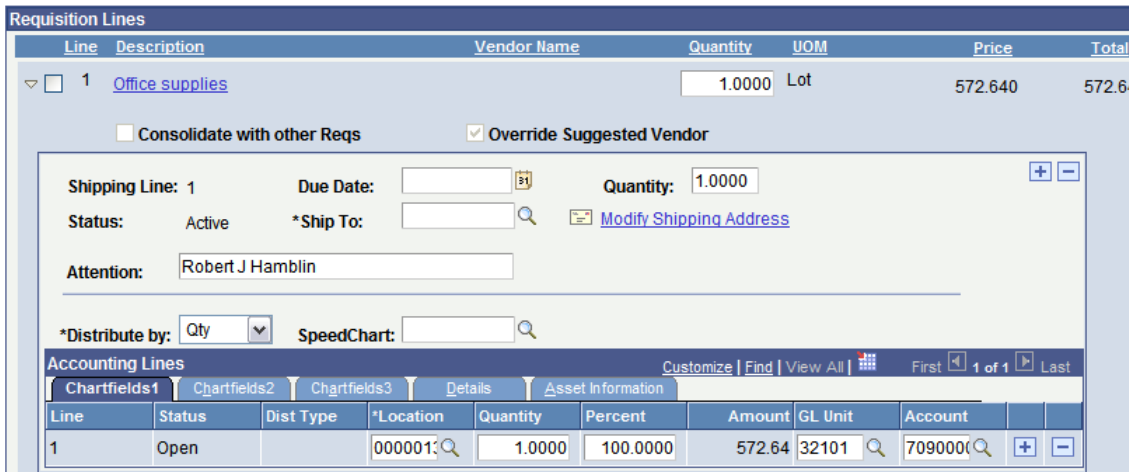 Requisition Lines
Line Description Vendor Name Quantity UOM Price Total
1 Office supplies 1.0000 Lot 572.640 572.6
Consolidate with other Reqs Override Suggested Vendor
Shipping Line: 1 Due Date: 31 Quantity: 1.0000
Status: Active *Ship To: Modify Shipping Address
Attention: Robert J Hamblin
*Distribute by: Qty SpeedChart:
Accounting Lines Customize | Find | View All | First 1 of 1 Last
Chartfields1 Chartfields2 Chartfields3 Details Asset Information
Line Status Dist Type *Location Quantity Percent Amount GL Unit Account
1 Open 1.0000 100.0000 572.64 32101